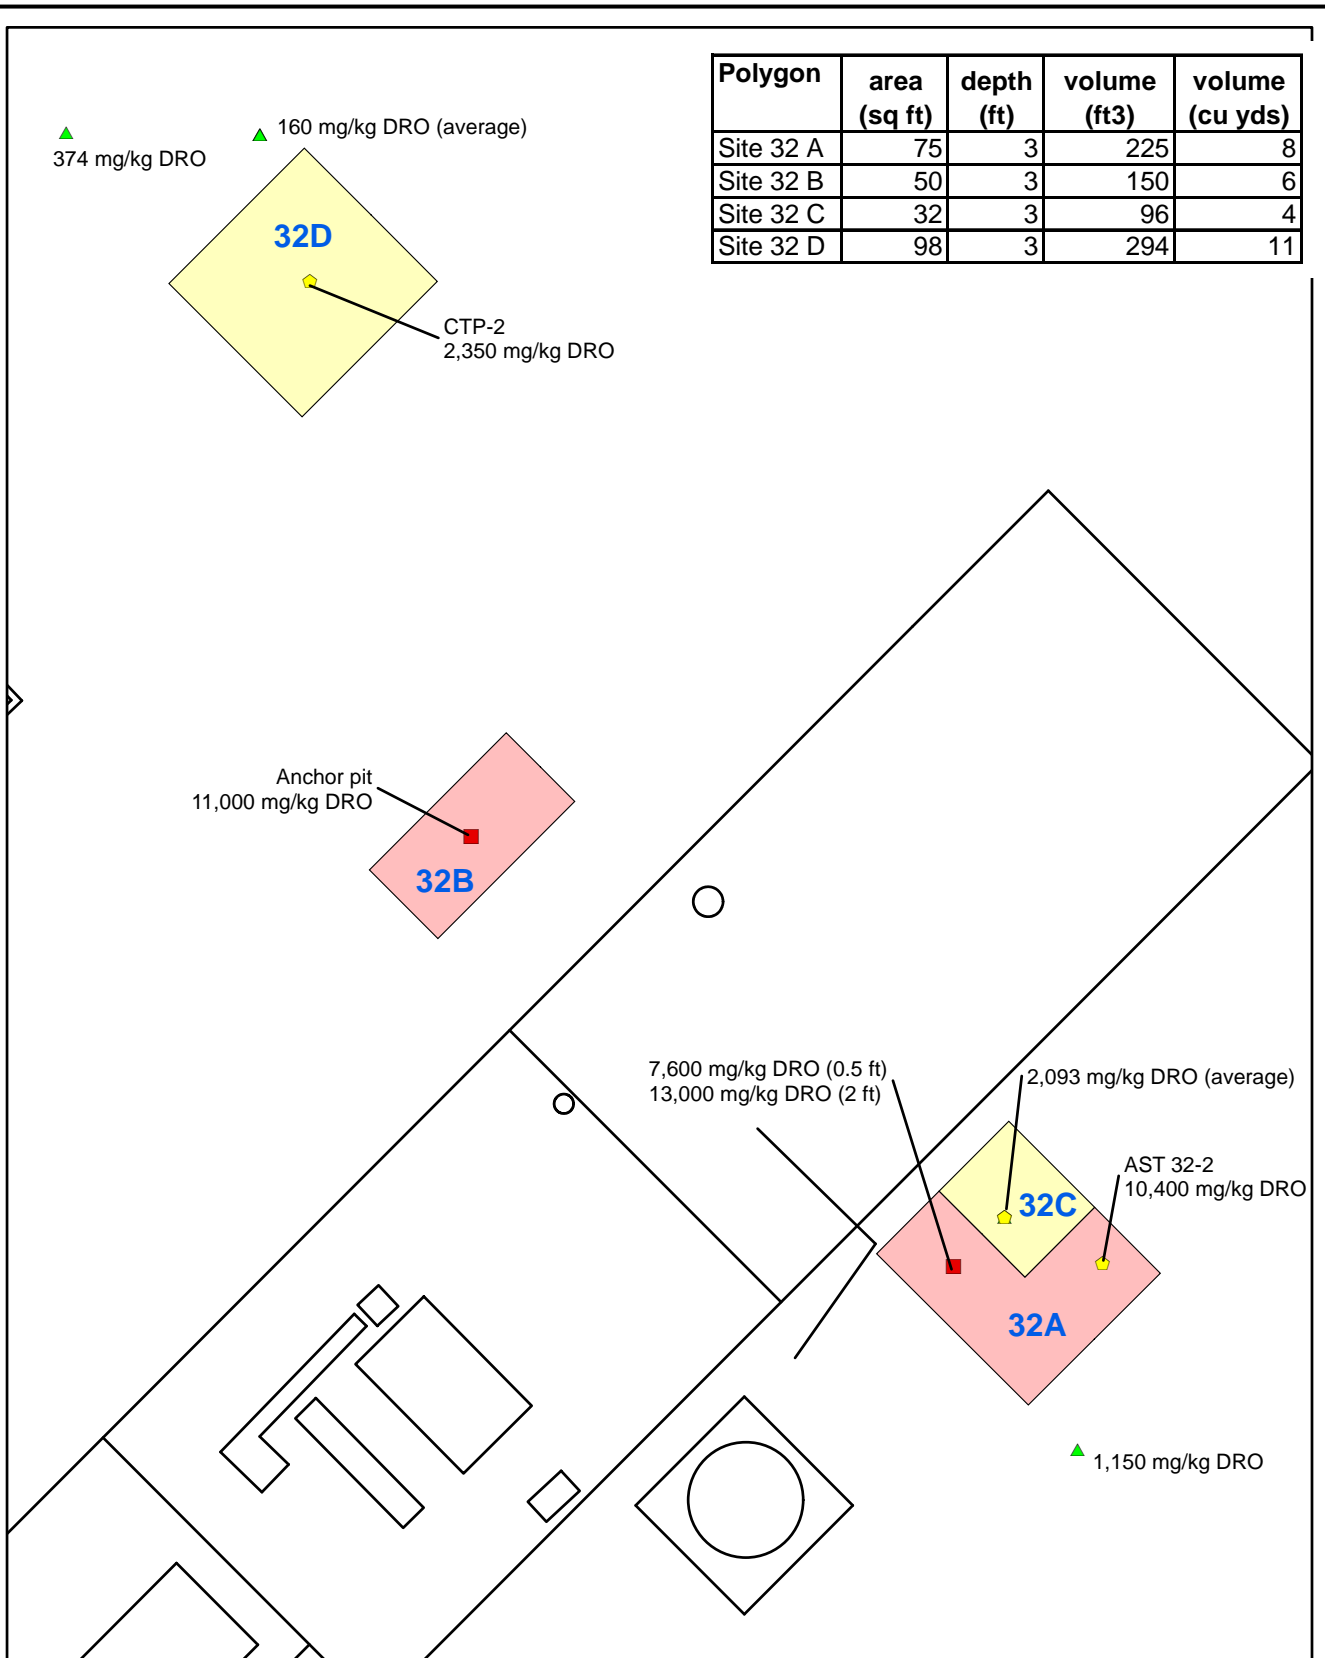 Polygon area depth volume volume
(sq ft) (ft) (ft3) (cu yds)
Site 32 A 75 3 225 8
Site 32 B 50 3 150 6
Site 32 C 32 3 96 4
Site 32 D 98 3 294 11
160 mg/kg DRO (average)
374 mg/kg DRO
32D
CTP-2
2,350 mg/kg DRO
Anchor pit
11,000 mg/kg DRO
32B
7,600 mg/kg DRO (0.5 ft)
13,000 mg/kg DRO (2 ft)
2,093 mg/kg DRO (average)
AST 32-2
10,400 mg/kg DRO
32C
32A
1,150 mg/kg DRO